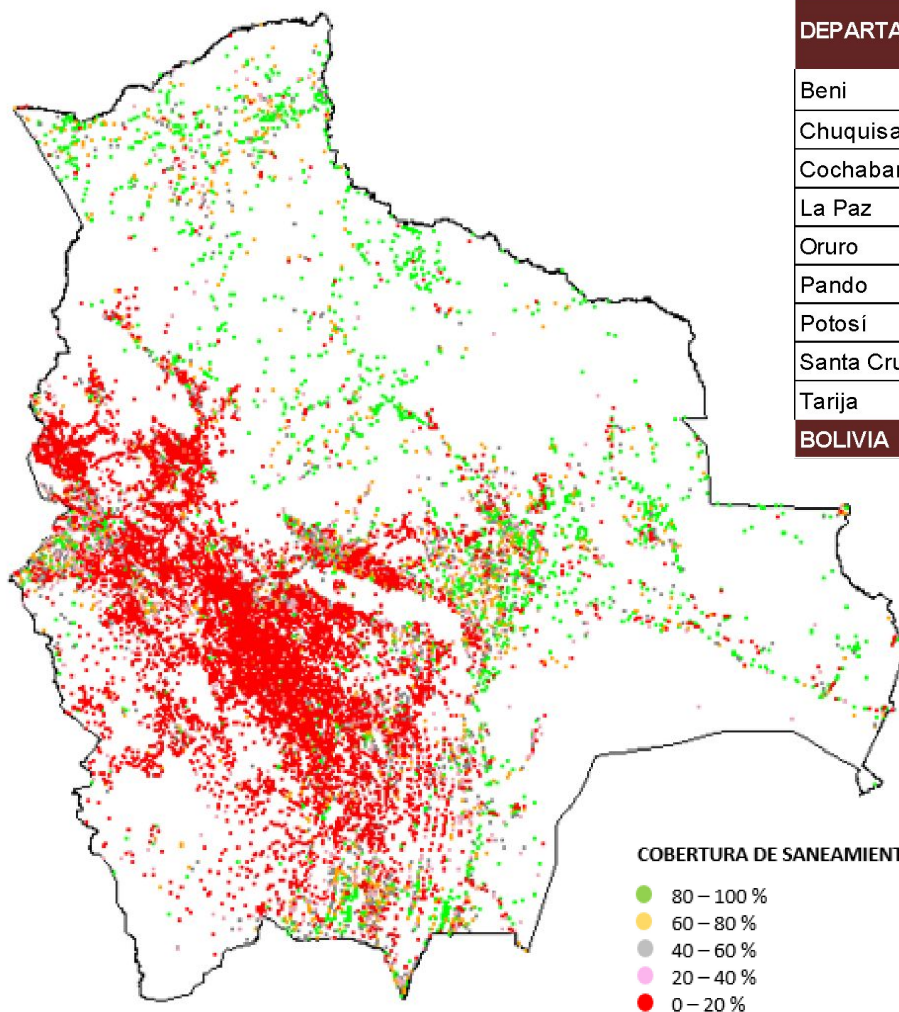 DEPARTA
Beni
Chuquisa
Cochabar
La Paz
Oruro
Pando
Potosí
Santa Cru
Tarija
BOLIVIA
COBERTURA DE SANEAMIENT
80 – 100 %
60 – 80 %
40 – 60 %
20 – 40 %
0 – 20 %